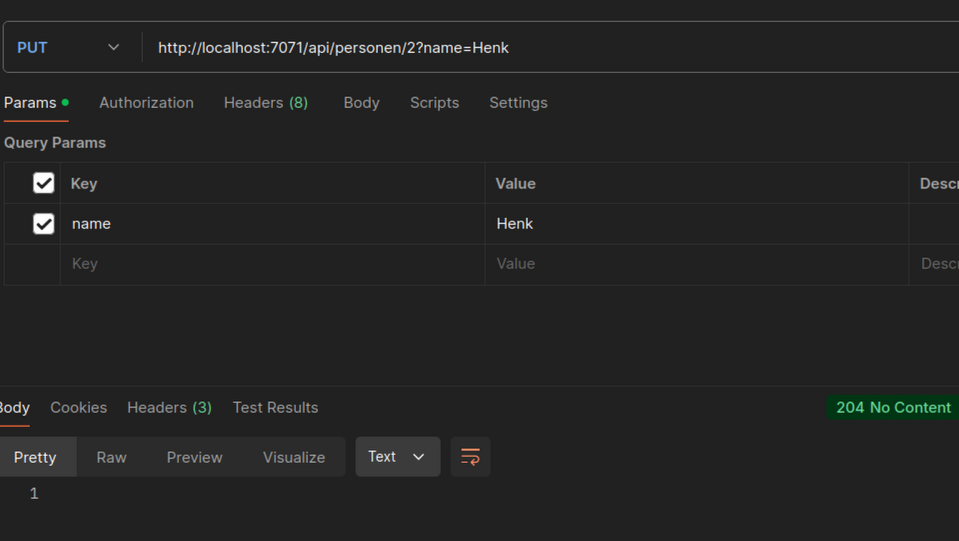 PUT http://localhost:7071/api/personen/2?name=Henk
Params Authorization Headers (8) Body Scripts Settings
Query Params
Key Value Descr
name Henk
Key Value Descr
Body Cookies Headers (3) Test Results 204 No Content
Pretty Raw Preview Visualize Text
1